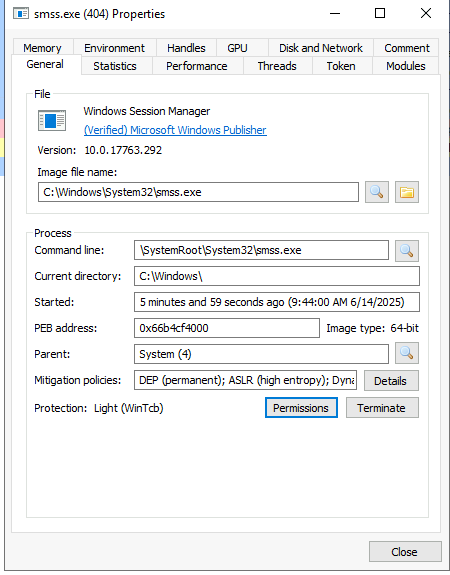 smss.exe (404) Properties
Memory Environment Handles GPU Disk and Network Comment
General Statistics Performance Threads Token Modules
File
Windows Session Manager
(Verified) Microsoft Windows Publisher
Version: 10.0.17763.292
Image file name:
C:\Windows\System32\smss.exe
Process
Command line: \SystemRoot\System32\smss.exe
Current directory: C:\Windows\
Started: 5 minutes and 59 seconds ago (9:44:00 AM 6/14/2025)
PEB address: 0x66b4cf4000 Image type: 64-bit
Parent: System (4)
Mitigation policies: DEP (permanent); ASLR (high entropy); Dyna Details
Protection: Light (WinTcb) Permissions Terminate
Close